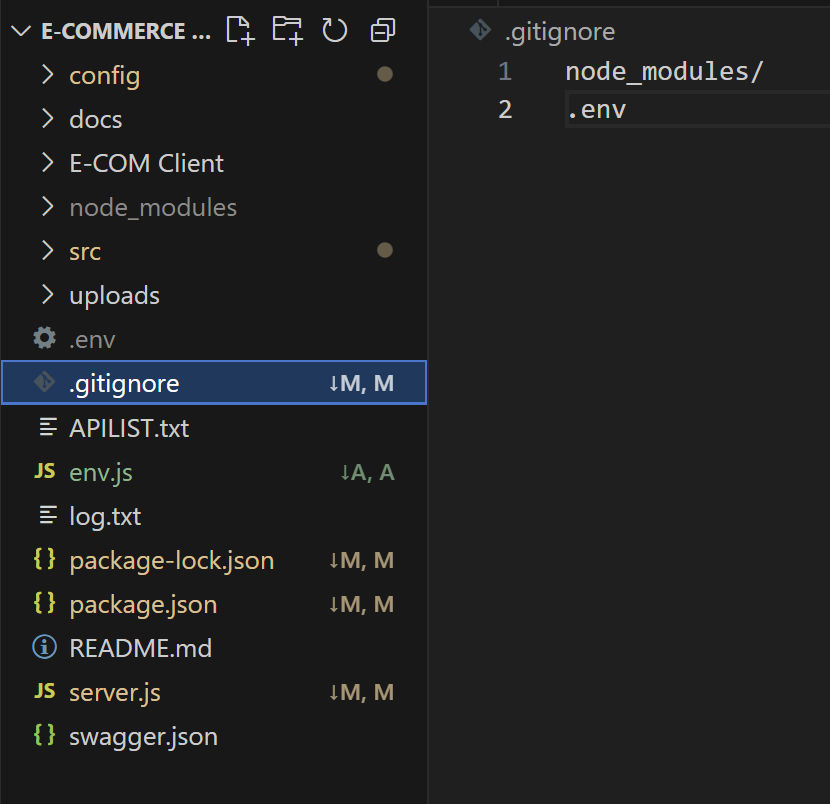 E-COMMERCE ...
config
docs
E-COM Client
node_modules
src
uploads
.env
.gitignore ↓M, M
APILIST.txt
JS env.js ↓A, A
log.txt
{} package-lock.json ↓M, M
{} package.json ↓M, M
README.md
JS server.js ↓M, M
{} swagger.json
.gitignore
1 node_modules/
2 .env